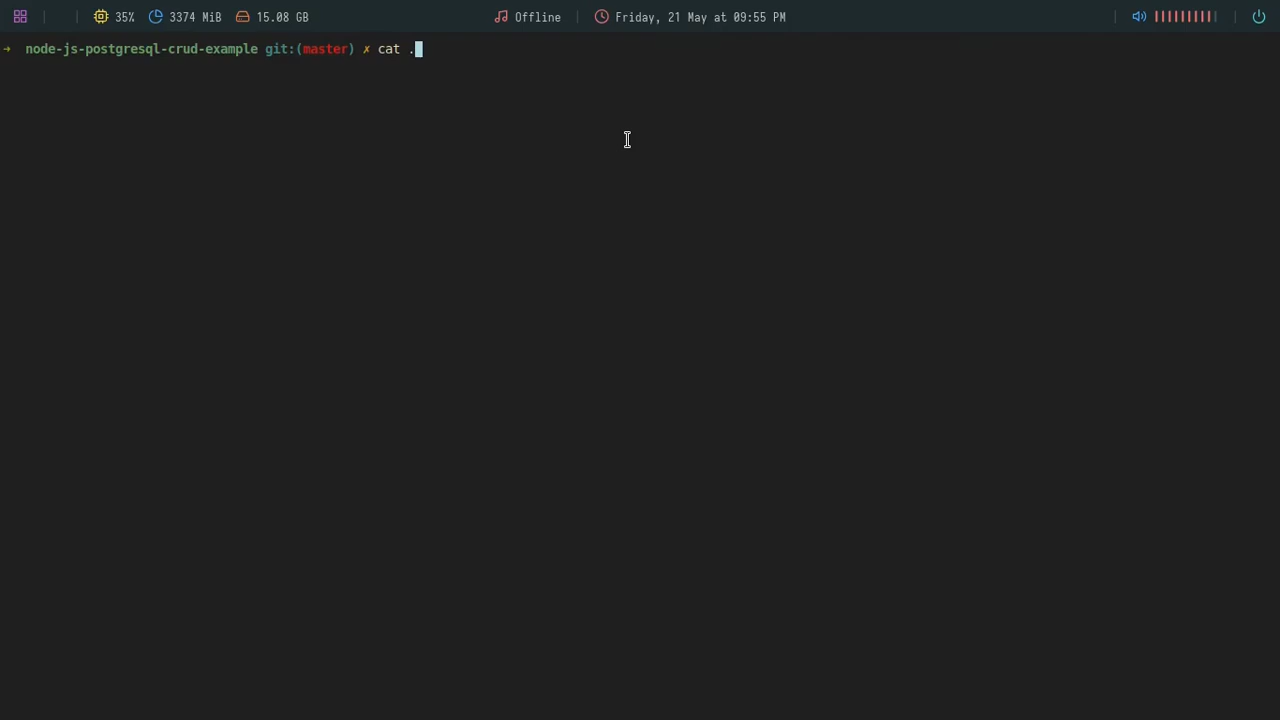 35% 3374 MiB 15.08 GB Offline Friday, 21 May at 09:55 PM
→ node-js-postgresql-crud-example git:(master) ✗ cat .